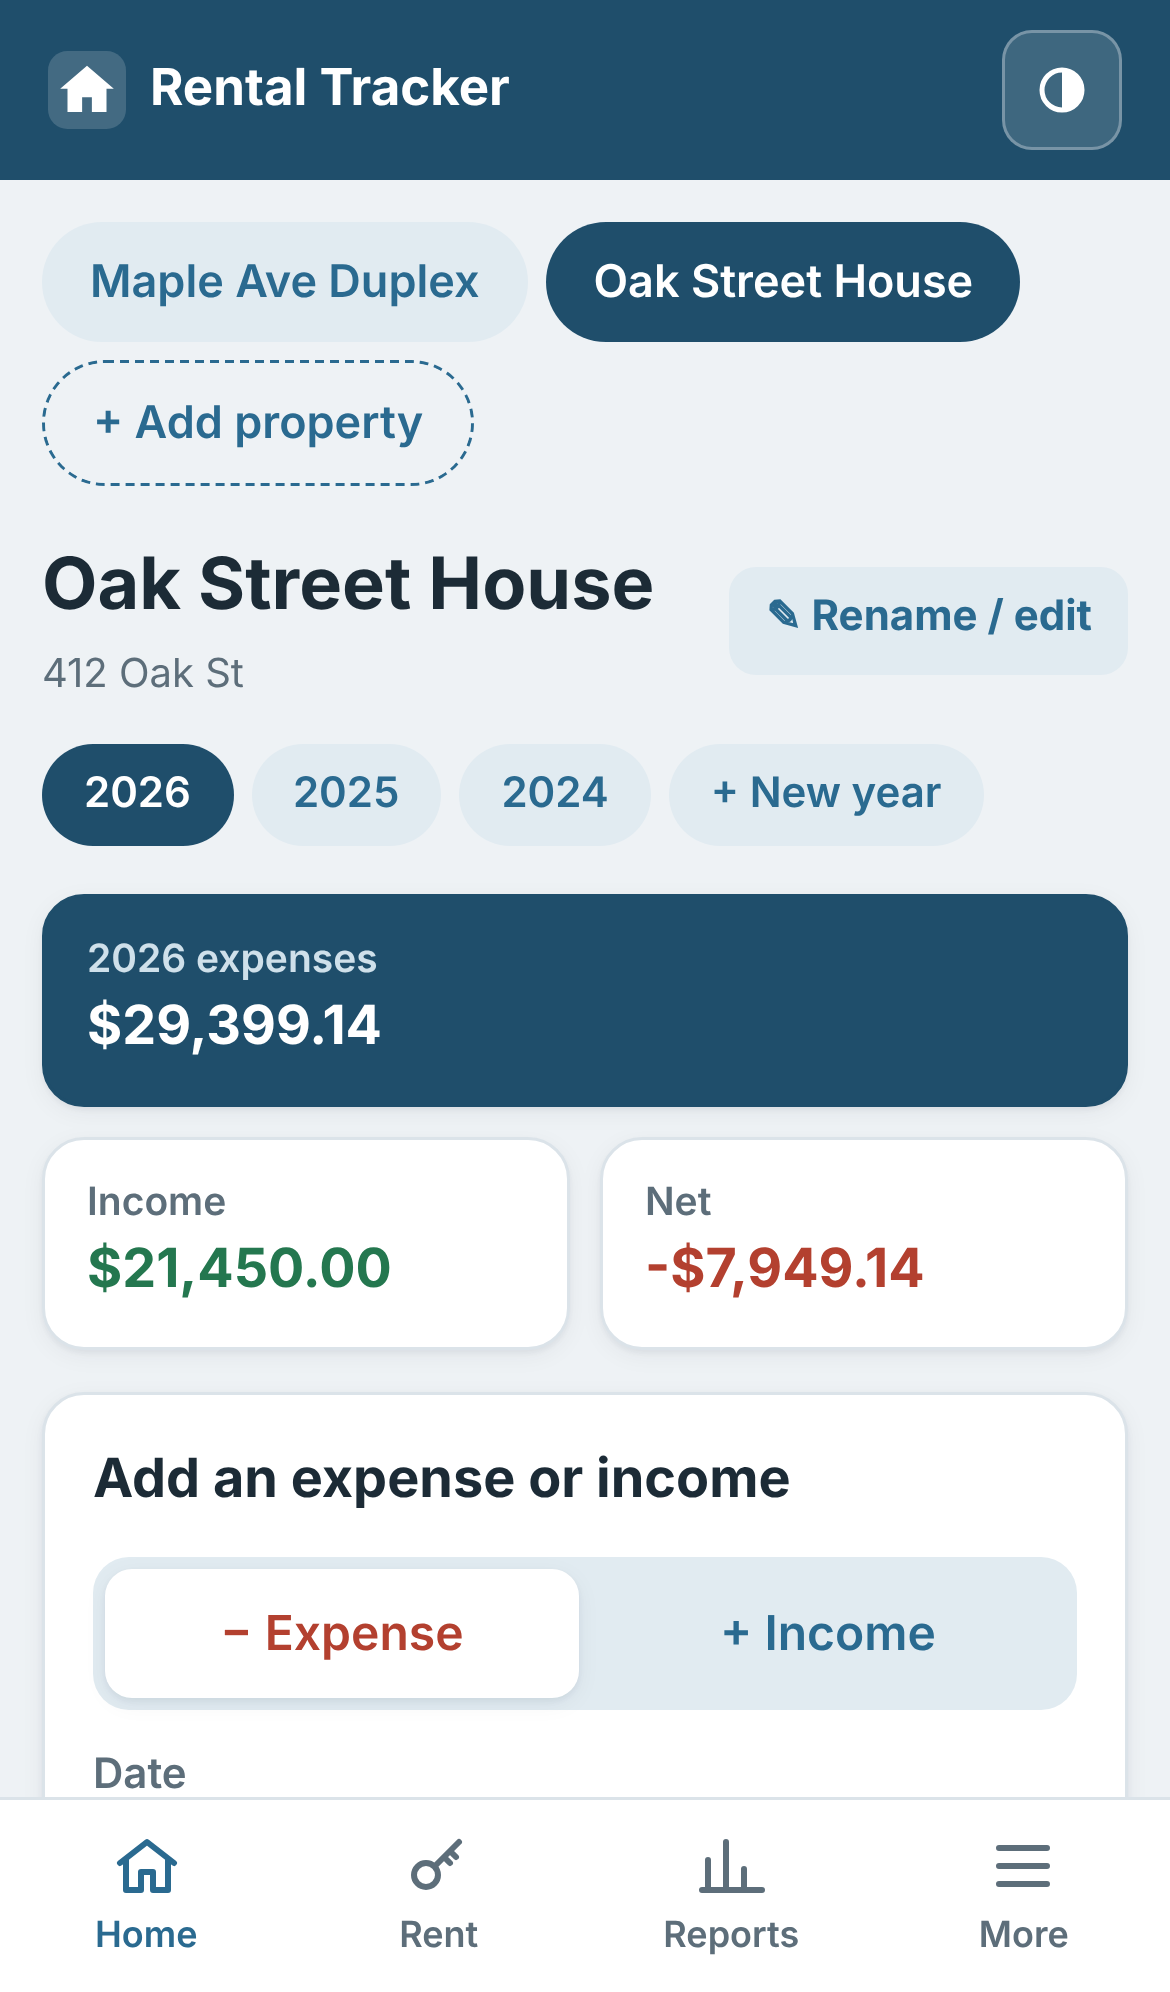 Rental Tracker
Maple Ave Duplex
Oak Street House
+ Add property
Oak Street House
✎ Rename / edit
412 Oak St
2026
2025
2024
+ New year
2026 expenses
$29,399.14
Income
$21,450.00
Net
-$7,949.14
Add an expense or income
− Expense
+ Income
Date
Home
Rent
Reports
More